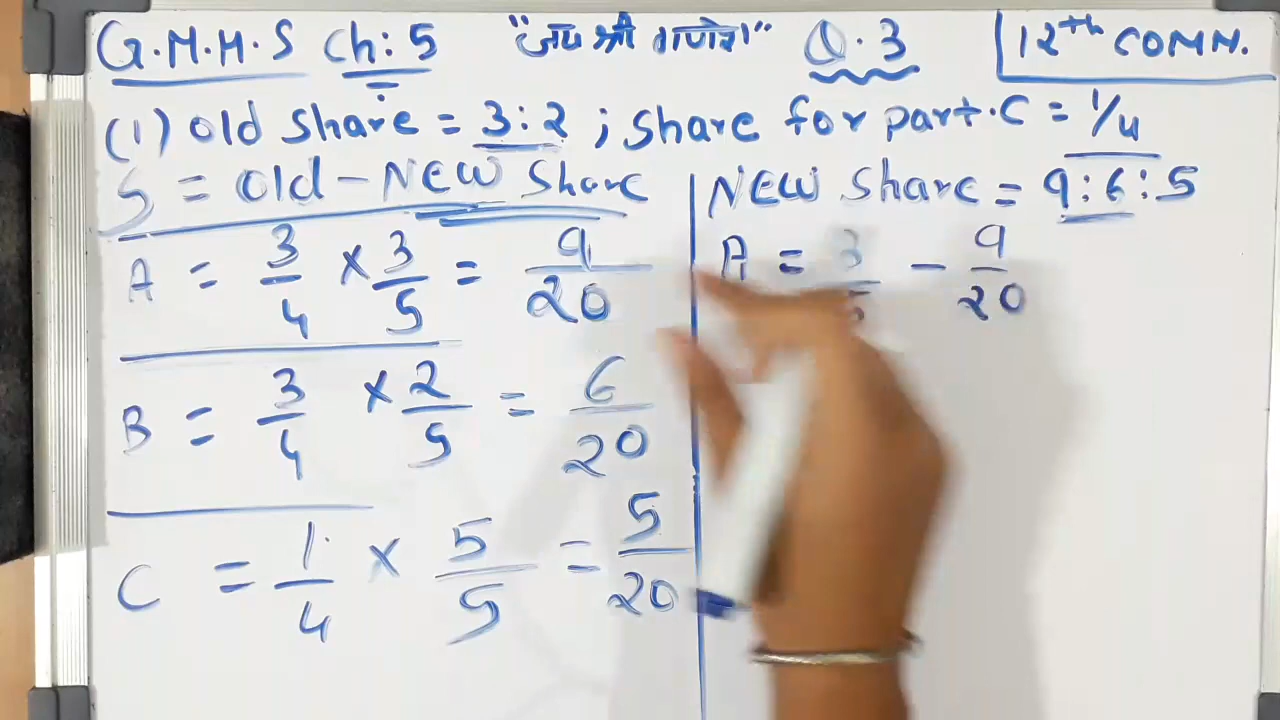 G.M.H.S Ch:5 "जय श्री गणेश" Q.3 12th COMM.
(1) Old Share = 3:2 ; Share for part.C = 1/4
S = Old - NEW Share
A = 3/4 × 3/5 = 9/20
B = 3/4 × 2/5 = 6/20
C = 1/4 × 5/5 = 5/20
NEW Share = 9:6:5
A = 3/5 - 9/20